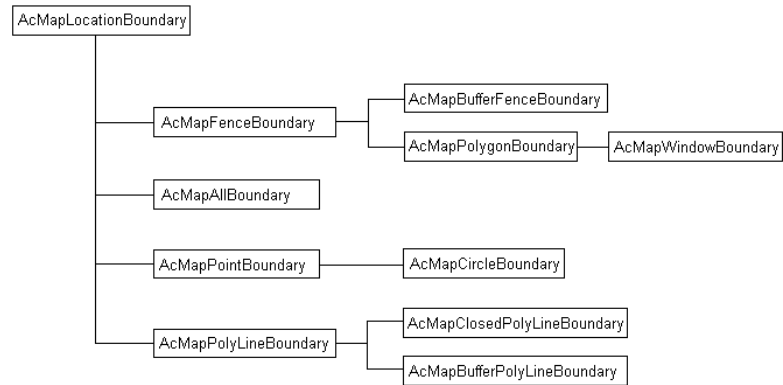 AcMapLocationBoundary
AcMapFenceBoundary
AcMapBufferFenceBoundary
AcMapPolygonBoundary
AcMapWindowBoundary
AcMapAllBoundary
AcMapPointBoundary
AcMapCircleBoundary
AcMapPolyLineBoundary
AcMapClosedPolyLineBoundary
AcMapBufferPolyLineBoundary